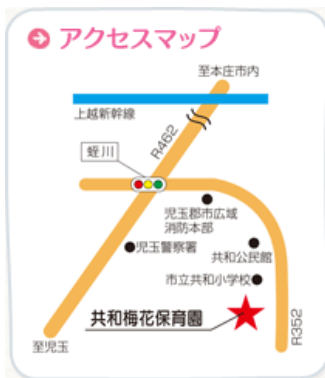 アクセスマップ
至本庄市内
上越新幹線
R462
蛭川
児玉郡市広域
消防本部
児玉警察署
共和公民館
市立共和小学校
共和梅花保育園
R352
至児玉